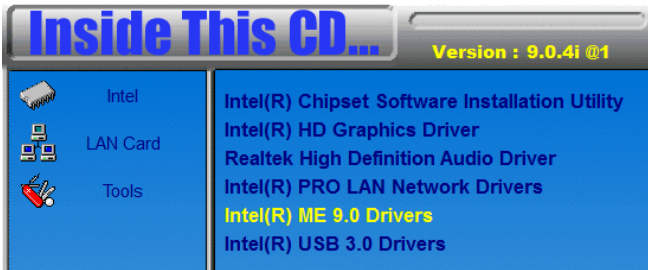 Inside This CD...
Version : 9.0.4i @1
Intel
LAN Card
Tools
Intel(R) Chipset Software Installation Utility
Intel(R) HD Graphics Driver
Realtek High Definition Audio Driver
Intel(R) PRO LAN Network Drivers
Intel(R) ME 9.0 Drivers
Intel(R) USB 3.0 Drivers